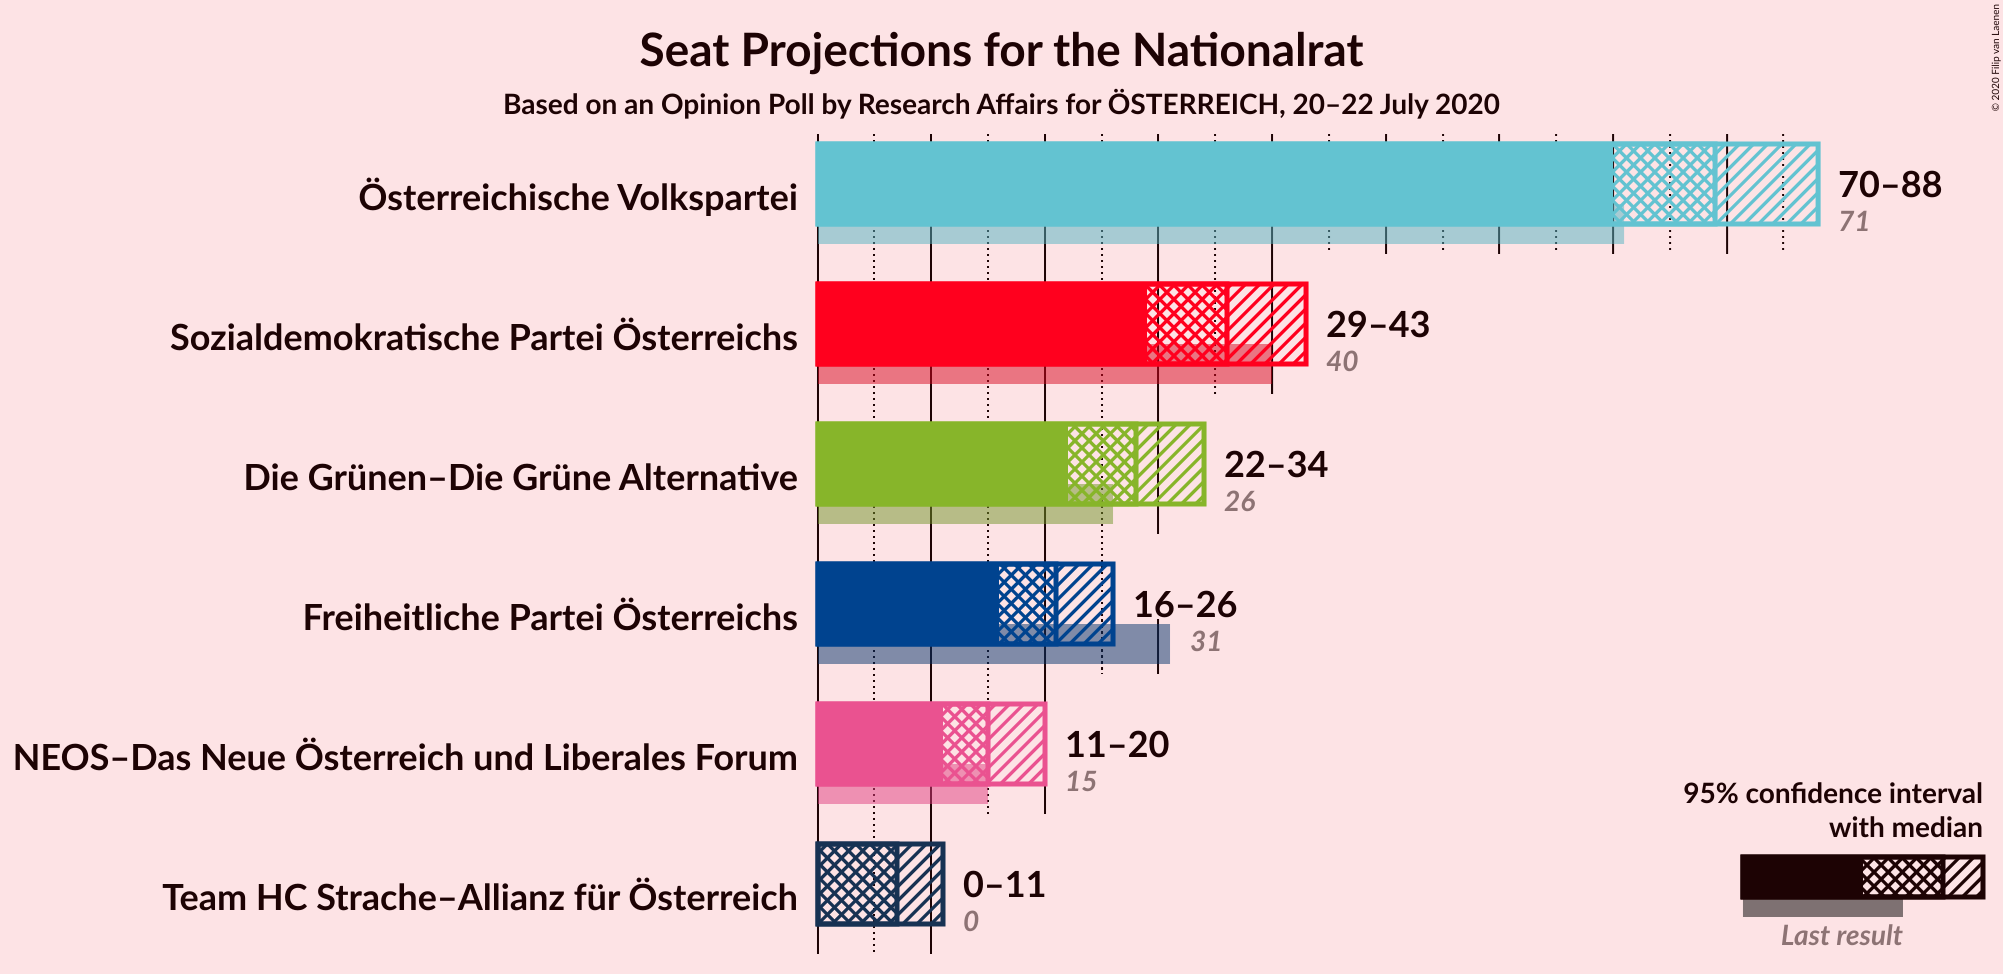 Seat Projections for the Nationalrat
Based on an Opinion Poll by Research Affairs for ÖSTERREICH, 20–22 July 2020
© 2020 Filip van Laenen
Österreichische Volkspartei
70–88
71
Sozialdemokratische Partei Österreichs
29–43
40
Die Grünen–Die Grüne Alternative
22–34
26
Freiheitliche Partei Österreichs
16–26
31
NEOS–Das Neue Österreich und Liberales Forum
11–20
15
Team HC Strache–Allianz für Österreich
0–11
0
95% confidence interval
with median
Last result